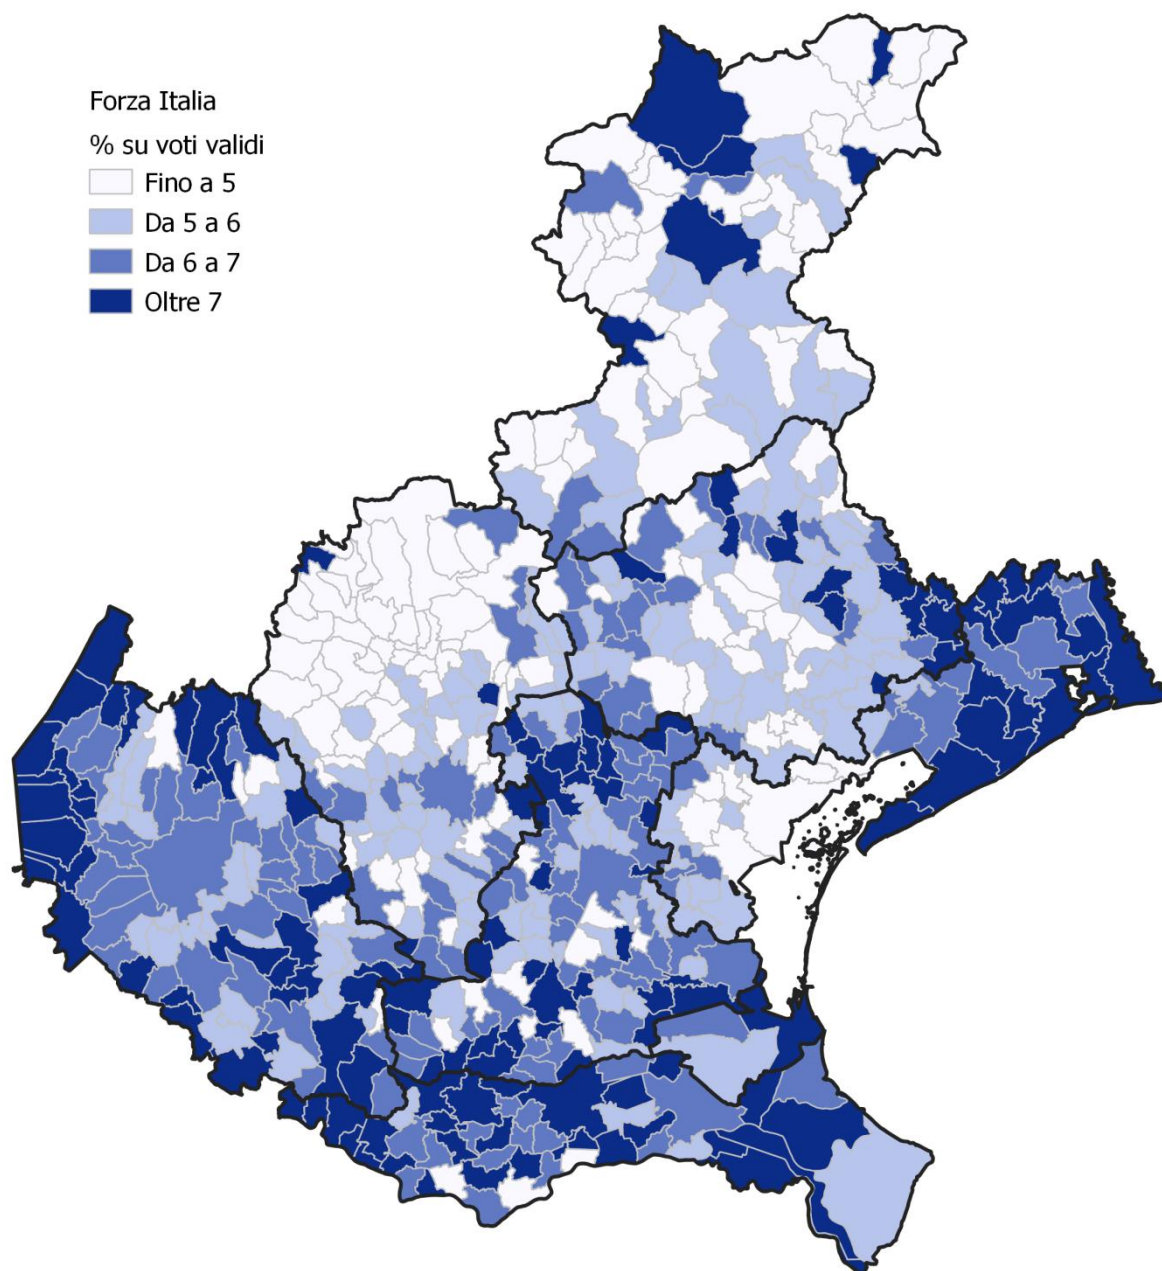 Forza Italia
% su voti validi
Fino a 5
Da 5 a 6
Da 6 a 7
Oltre 7